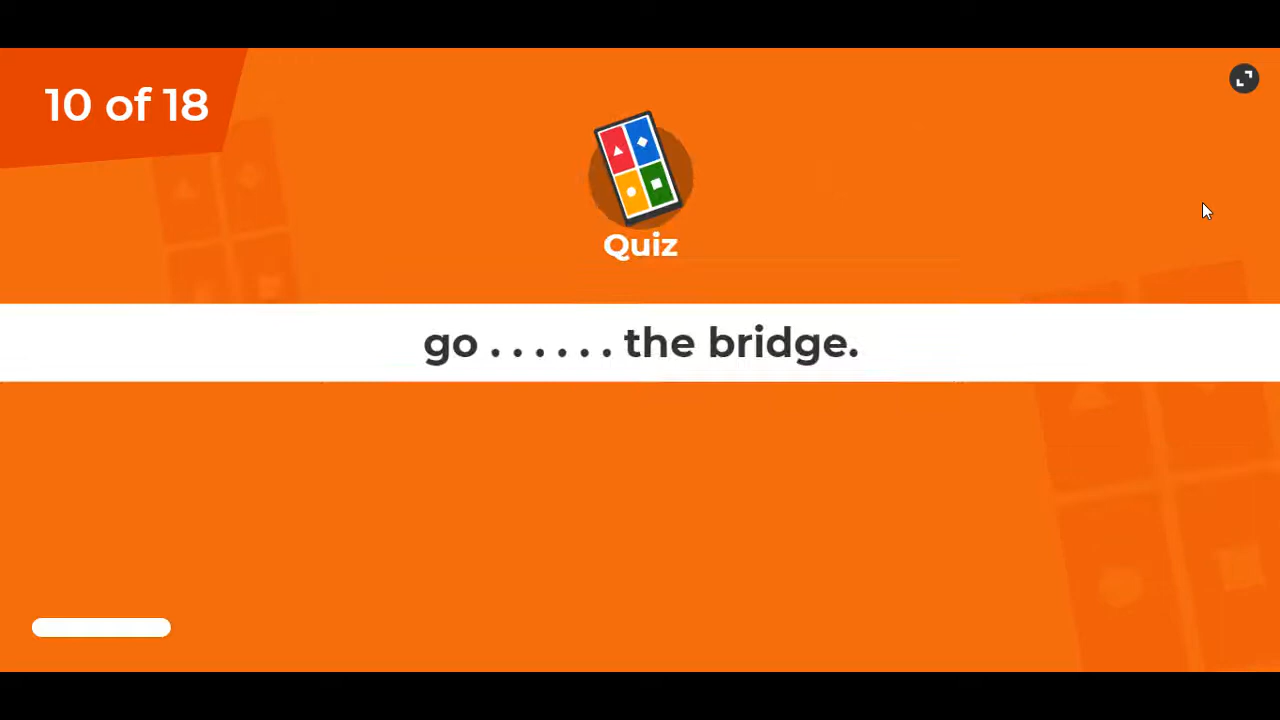 10 of 18
Quiz
go . . . . . . the bridge.